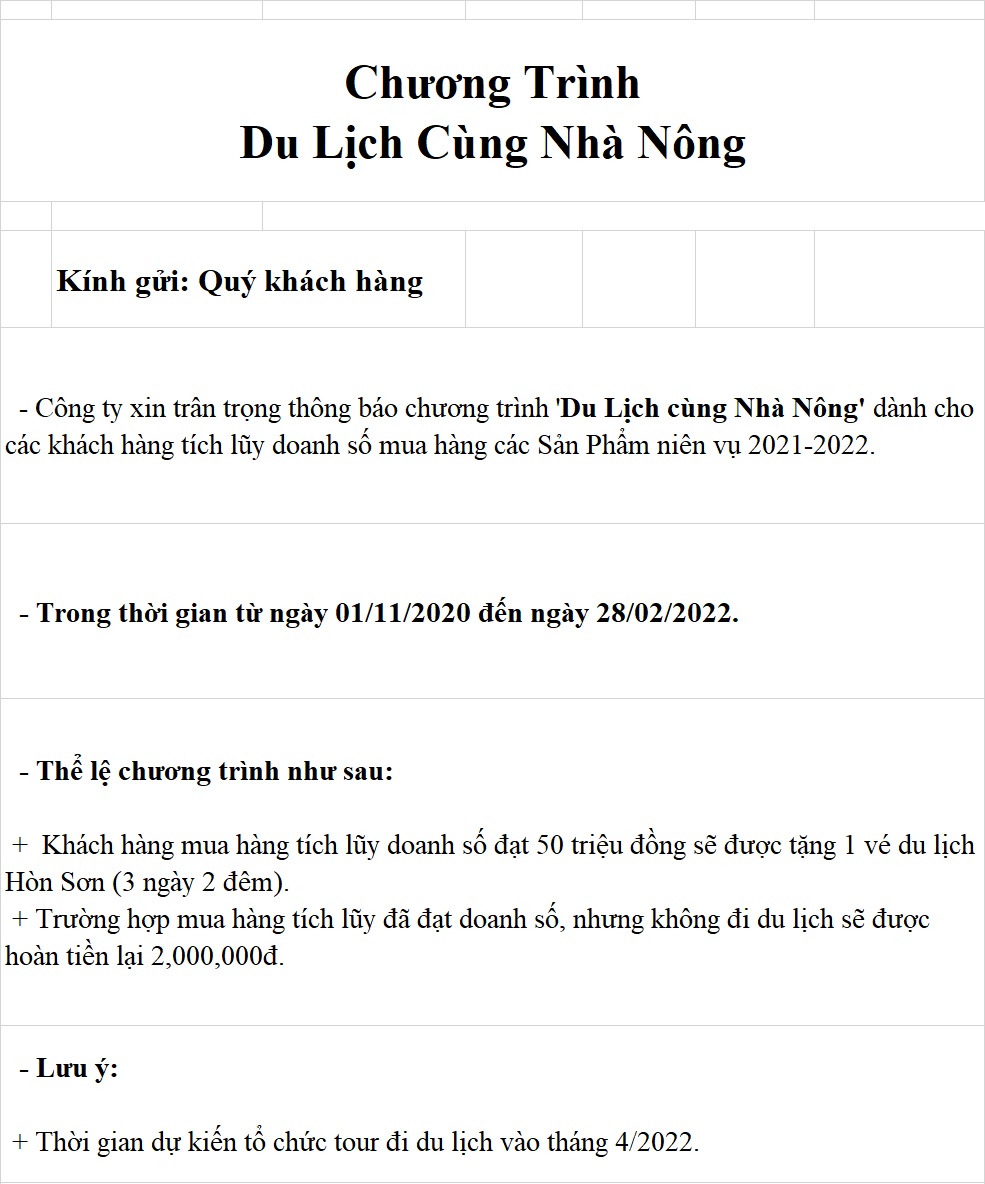 Chương Trình
Du Lịch Cùng Nhà Nông
Kính gửi: Quý khách hàng
- Công ty xin trân trọng thông báo chương trình 'Du Lịch cùng Nhà Nông' dành cho
các khách hàng tích lũy doanh số mua hàng các Sản Phẩm niên vụ 2021-2022.
- Trong thời gian từ ngày 01/11/2020 đến ngày 28/02/2022.
- Thể lệ chương trình như sau:
+ Khách hàng mua hàng tích lũy doanh số đạt 50 triệu đồng sẽ được tặng 1 vé du lịch
Hòn Sơn (3 ngày 2 đêm).
+ Trường hợp mua hàng tích lũy đã đạt doanh số, nhưng không đi du lịch sẽ được
hoàn tiền lại 2,000,000đ.
- Lưu ý:
+ Thời gian dự kiến tổ chức tour đi du lịch vào tháng 4/2022.